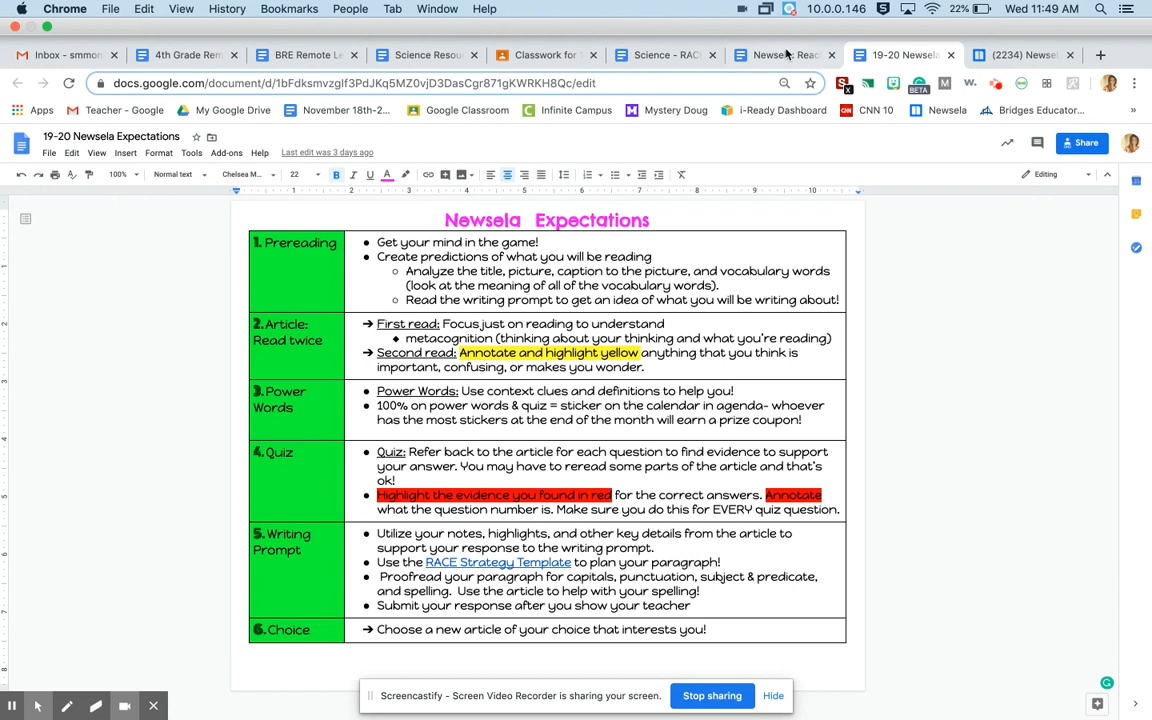 Chrome File Edit View History Bookmarks People Tab Window Help 10.0.0.146 22% Wed 11:49 AM
Inbox - smmon 4th Grade Rem BRE Remote Le Science Resou Classwork for Science - RAC Newsela Reac 19-20 Newsela (2234) Newsel
docs.google.com/document/d/1bFdksmvzgIf3PdJKq5MZ0vjD3DasCgr871gKWRKH8Qc/edit
BETA
Apps Teacher - Google My Google Drive November 18th-2... Google Classroom Infinite Campus Mystery Doug i-Ready Dashboard CNN 10 Newsela Bridges Educator... »
19-20 Newsela Expectations
Share
File Edit View Insert Format Tools Add-ons Help Last edit was 3 days ago
100% Normal text Chelsea M... 22 B I U A Editing
1 2 3 4 5 6 7 8 9 10
Newsela Expectations
1. Prereading
● Get your mind in the game!
● Create predictions of what you will be reading
○ Analyze the title, picture, caption to the picture, and vocabulary words
(look at the meaning of all of the vocabulary words).
○ Read the writing prompt to get an idea of what you will be writing about!
2. Article:
Read twice
➔ First read: Focus just on reading to understand
◆ metacognition (thinking about your thinking and what you're reading)
➔ Second read: Annotate and highlight yellow anything that you think is
important, confusing, or makes you wonder.
3. Power
Words
● Power Words: Use context clues and definitions to help you!
● 100% on power words & quiz = sticker on the calendar in agenda- whoever
has the most stickers at the end of the month will earn a prize coupon!
4. Quiz
● Quiz: Refer back to the article for each question to find evidence to support
your answer. You may have to reread some parts of the article and that's
ok!
● Highlight the evidence you found in red for the correct answers. Annotate
what the question number is. Make sure you do this for EVERY quiz question.
5. Writing
Prompt
● Utilize your notes, highlights, and other key details from the article to
support your response to the writing prompt.
● Use the RACE Strategy Template to plan your paragraph!
● Proofread your paragraph for capitals, punctuation, subject & predicate,
and spelling. Use the article to help with your spelling!
● Submit your response after you show your teacher
6. Choice
➔ Choose a new article of your choice that interests you!
Screencastify - Screen Video Recorder is sharing your screen. Stop sharing Hide